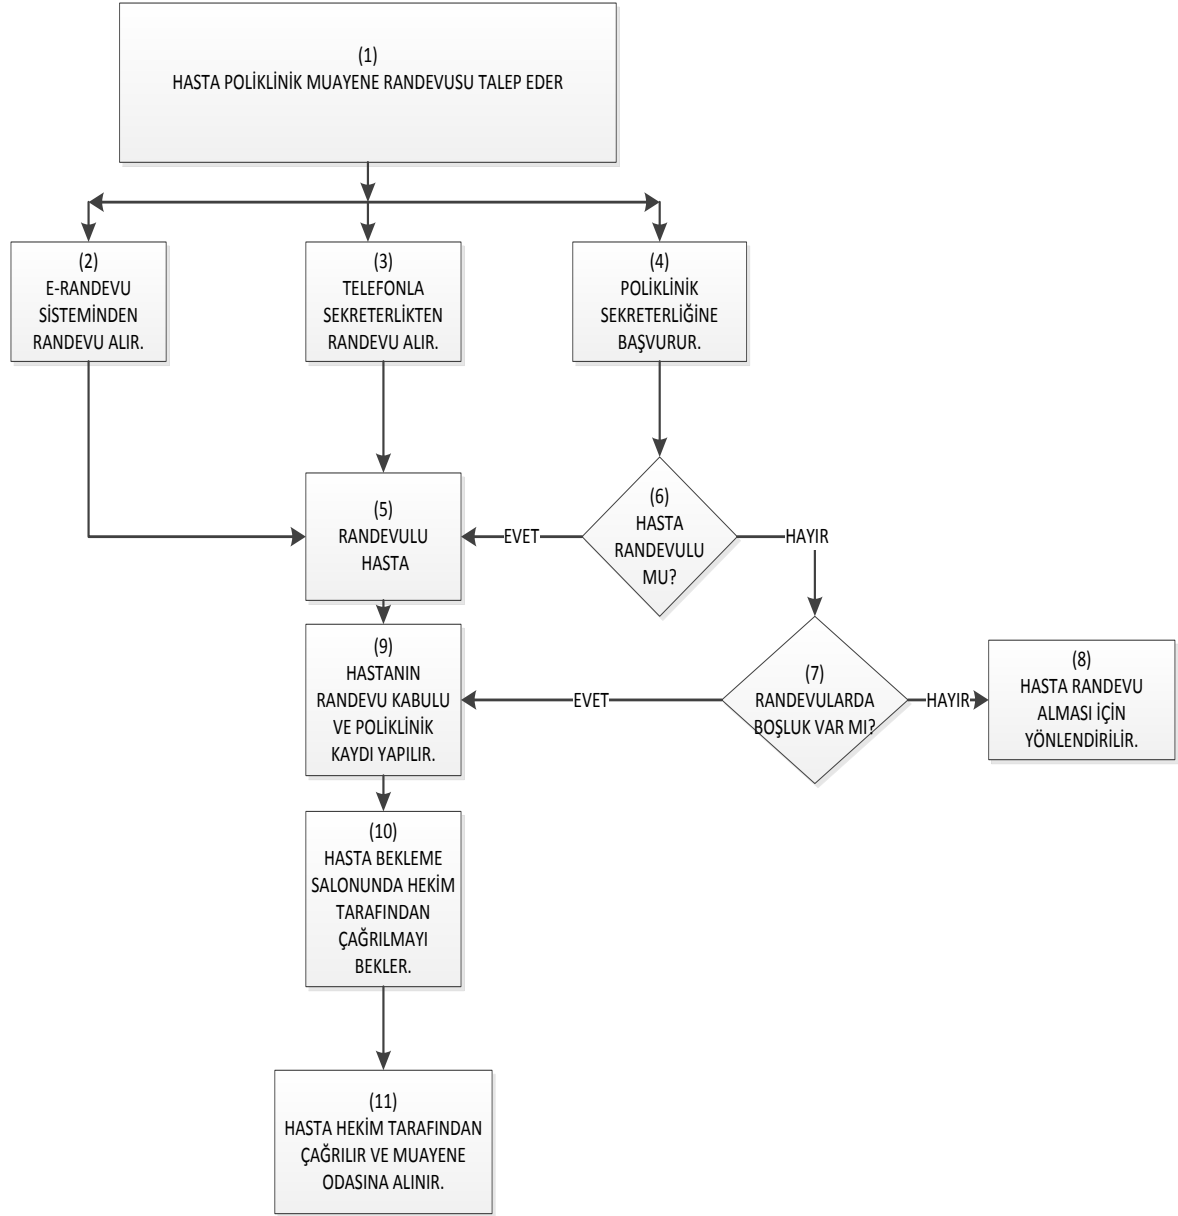 (1)
HASTA POLİKLİNİK MUAYENE RANDEVUSU TALEP EDER
(2)
E-RANDEVU
SİSTEMİNDEN
RANDEVU ALIR.
(3)
TELEFONLA
SEKRETERLİKTEN
RANDEVU ALIR.
(4)
POLİKLİNİK
SEKRETERLİĞİNE
BAŞVURUR.
(5)
RANDEVULU
HASTA
EVET
(6)
HASTA
RANDEVULU
MU?
HAYIR
(9)
HASTANIN
RANDEVU KABULU
VE POLİKLİNİK
KAYDI YAPILIR.
EVET
(7)
RANDEVULARDA
BOŞLUK VAR MI?
HAYIR
(8)
HASTA RANDEVU
ALMASI İÇİN
YÖNLENDİRİLİR.
(10)
HASTA BEKLEME
SALONUNDA HEKİM
TARAFINDAN
ÇAĞRILMAYI
BEKLER.
(11)
HASTA HEKİM TARAFINDAN
ÇAĞRILIR VE MUAYENE
ODASINA ALINIR.